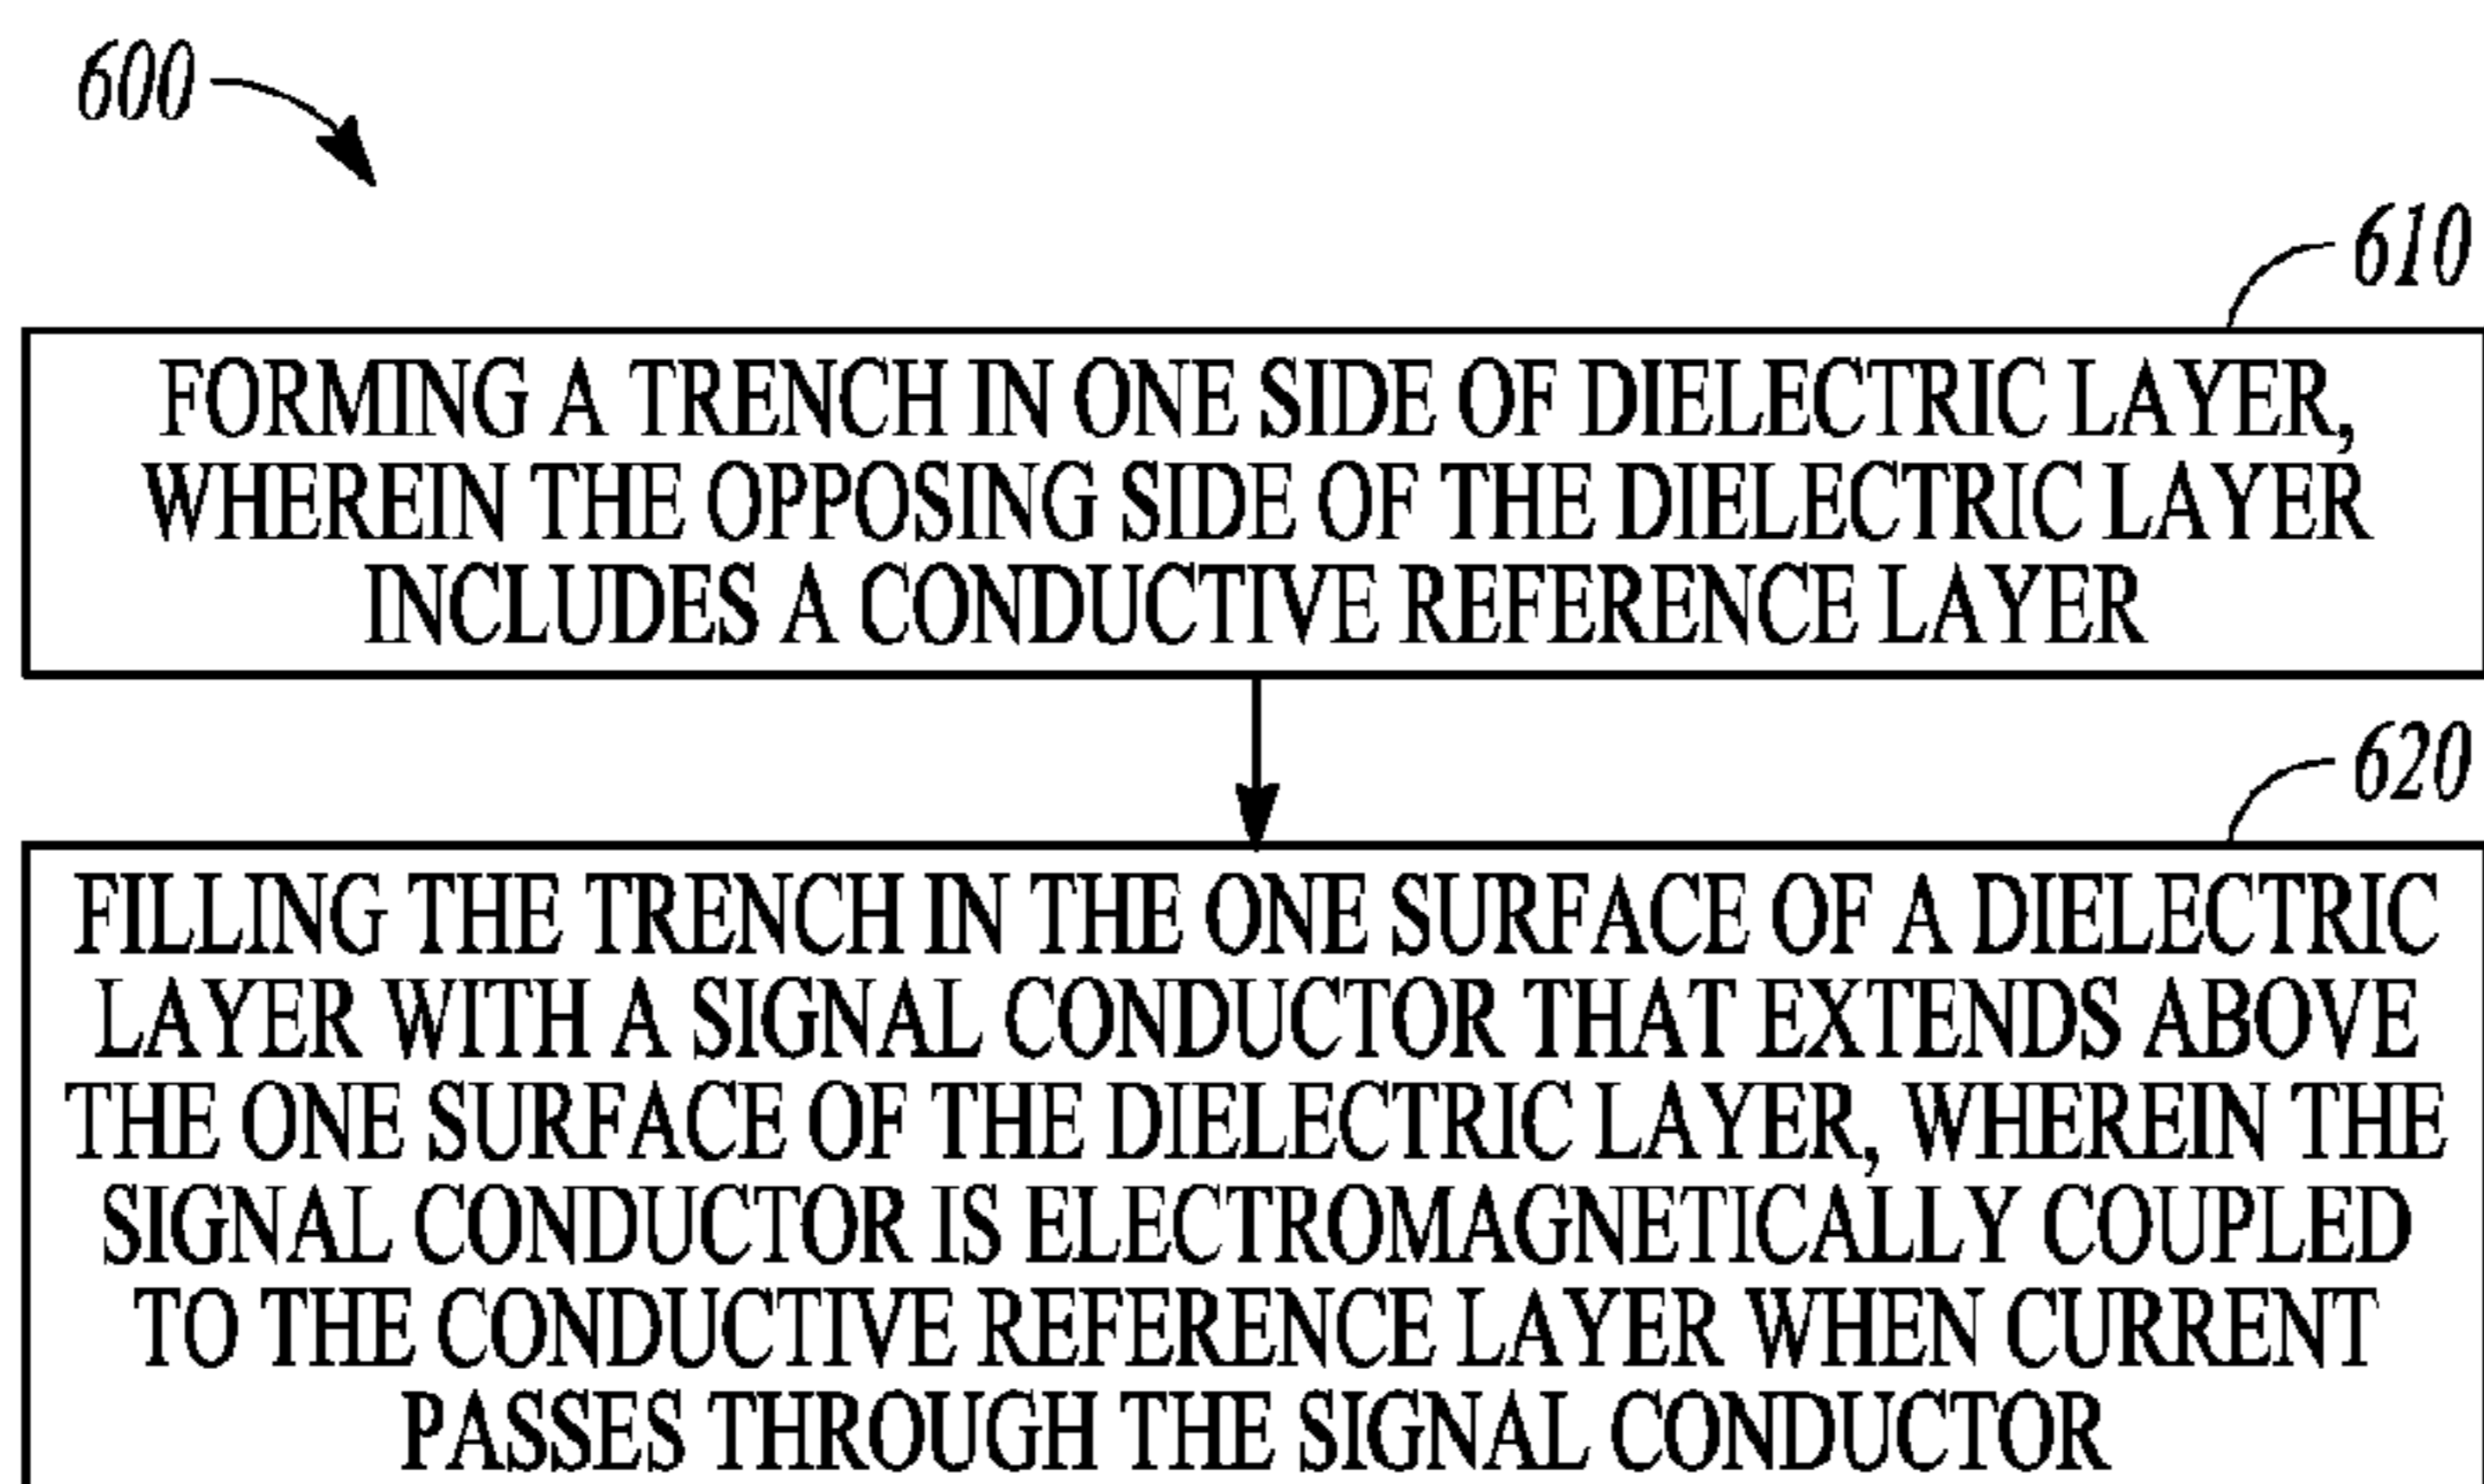 600
610
FORMING A TRENCH IN ONE SIDE OF DIELECTRIC LAYER,
WHEREIN THE OPPOSING SIDE OF THE DIELECTRIC LAYER
INCLUDES A CONDUCTIVE REFERENCE LAYER
620
FILLING THE TRENCH IN THE ONE SURFACE OF A DIELECTRIC
LAYER WITH A SIGNAL CONDUCTOR THAT EXTENDS ABOVE
THE ONE SURFACE OF THE DIELECTRIC LAYER, WHEREIN THE
SIGNAL CONDUCTOR IS ELECTROMAGNETICALLY COUPLED
TO THE CONDUCTIVE REFERENCE LAYER WHEN CURRENT
PASSES THROUGH THE SIGNAL CONDUCTOR